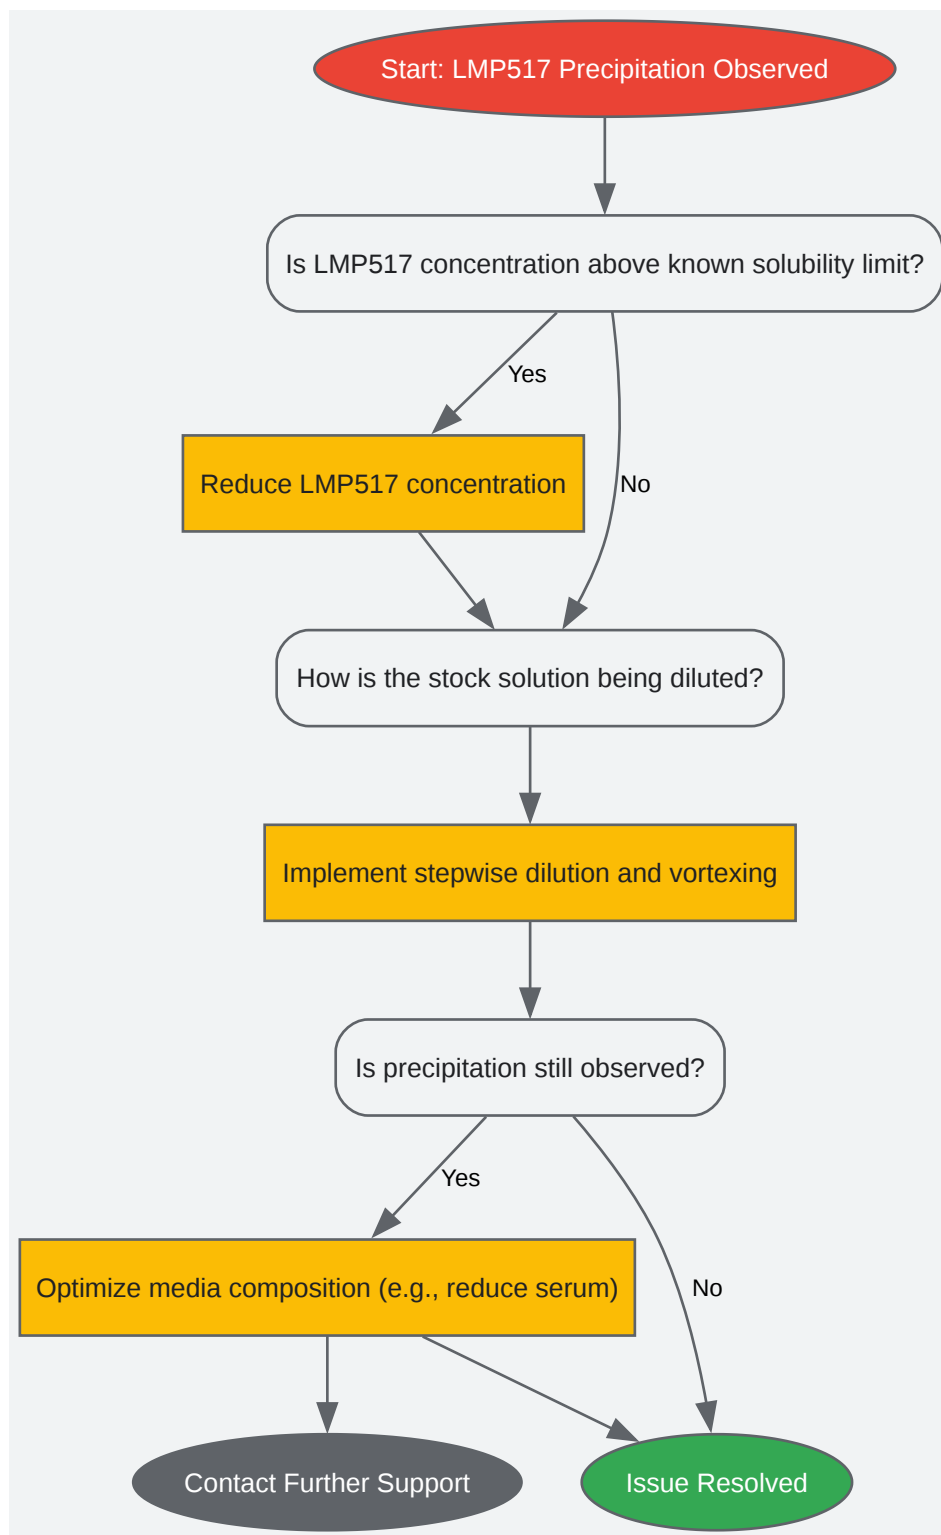 Start: LMP517 Precipitation Observed
Is LMP517 concentration above known solubility limit?
Yes
Reduce LMP517 concentration
No
How is the stock solution being diluted?
Implement stepwise dilution and vortexing
Is precipitation still observed?
Yes
Optimize media composition (e.g., reduce serum)
No
Contact Further Support
Issue Resolved